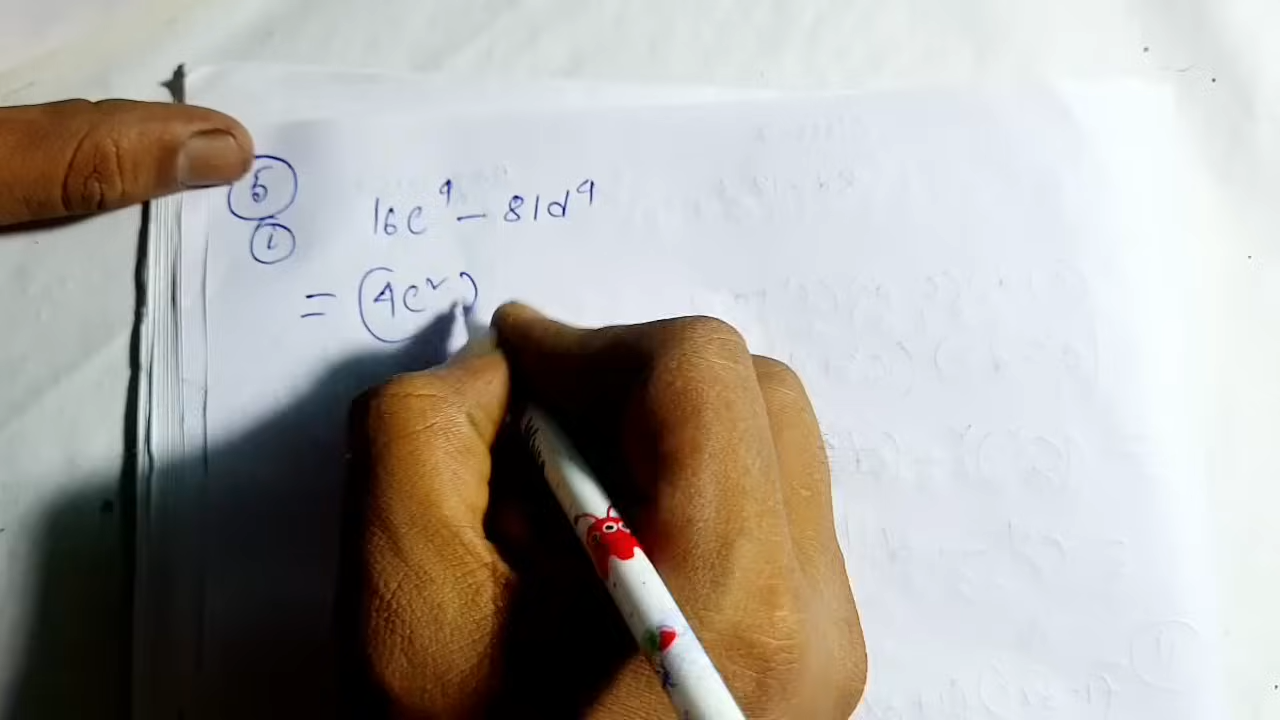 5
i
16c⁴ – 81d⁴
= (4c²)